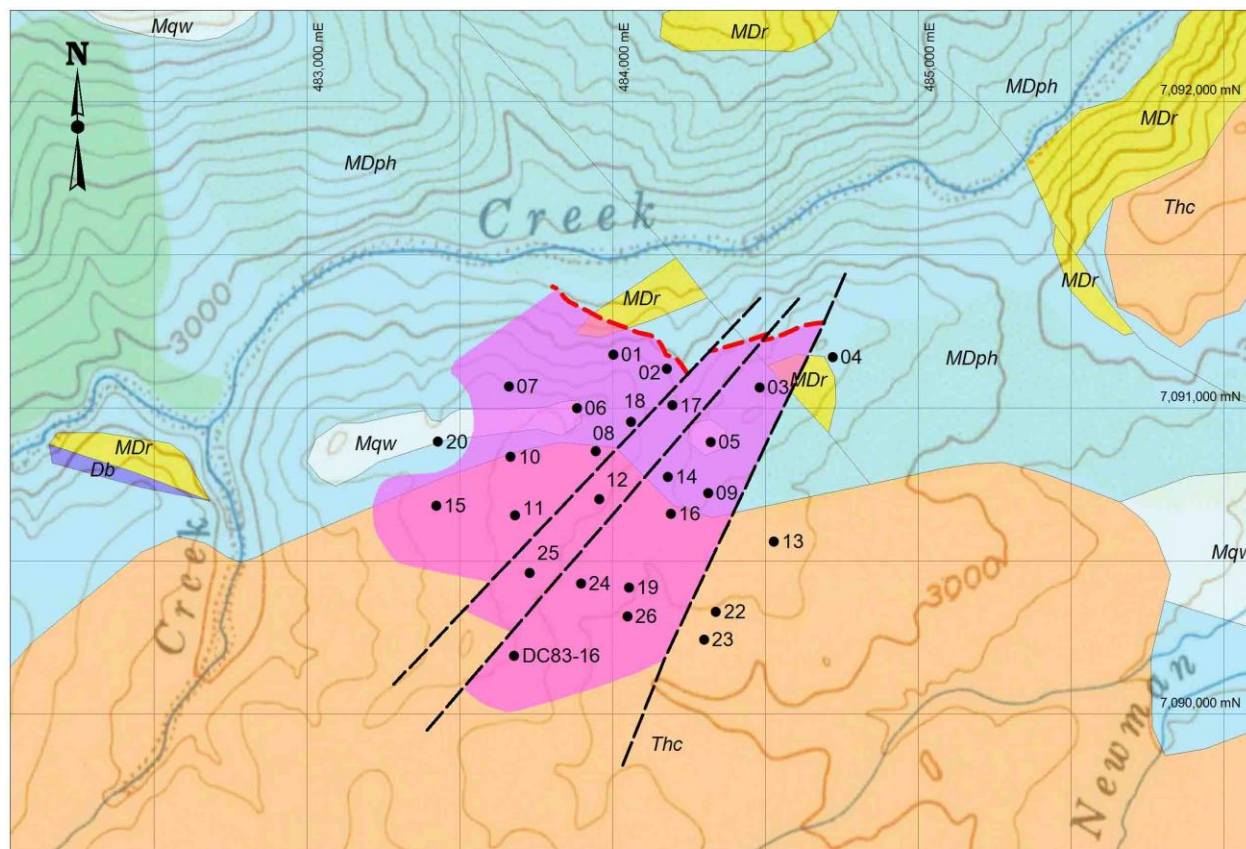 Mqw
MDr
N
483,000 mE
484,000 mE
485,000 mE
MDph
7,092,000 mN
MDr
MDph
Creek
Thc
MDr
MDr
3000
01
04
02
MDph
07
03
MDr
7,091,000 mN
06
17
18
Mqw
20
05
MDr
08
10
Db
14
12
09
15
11
16
13
Mqw
25
24
19
3000
22
26
Creek
23
DC83-16
Newman
7,090,000 mN
Thc